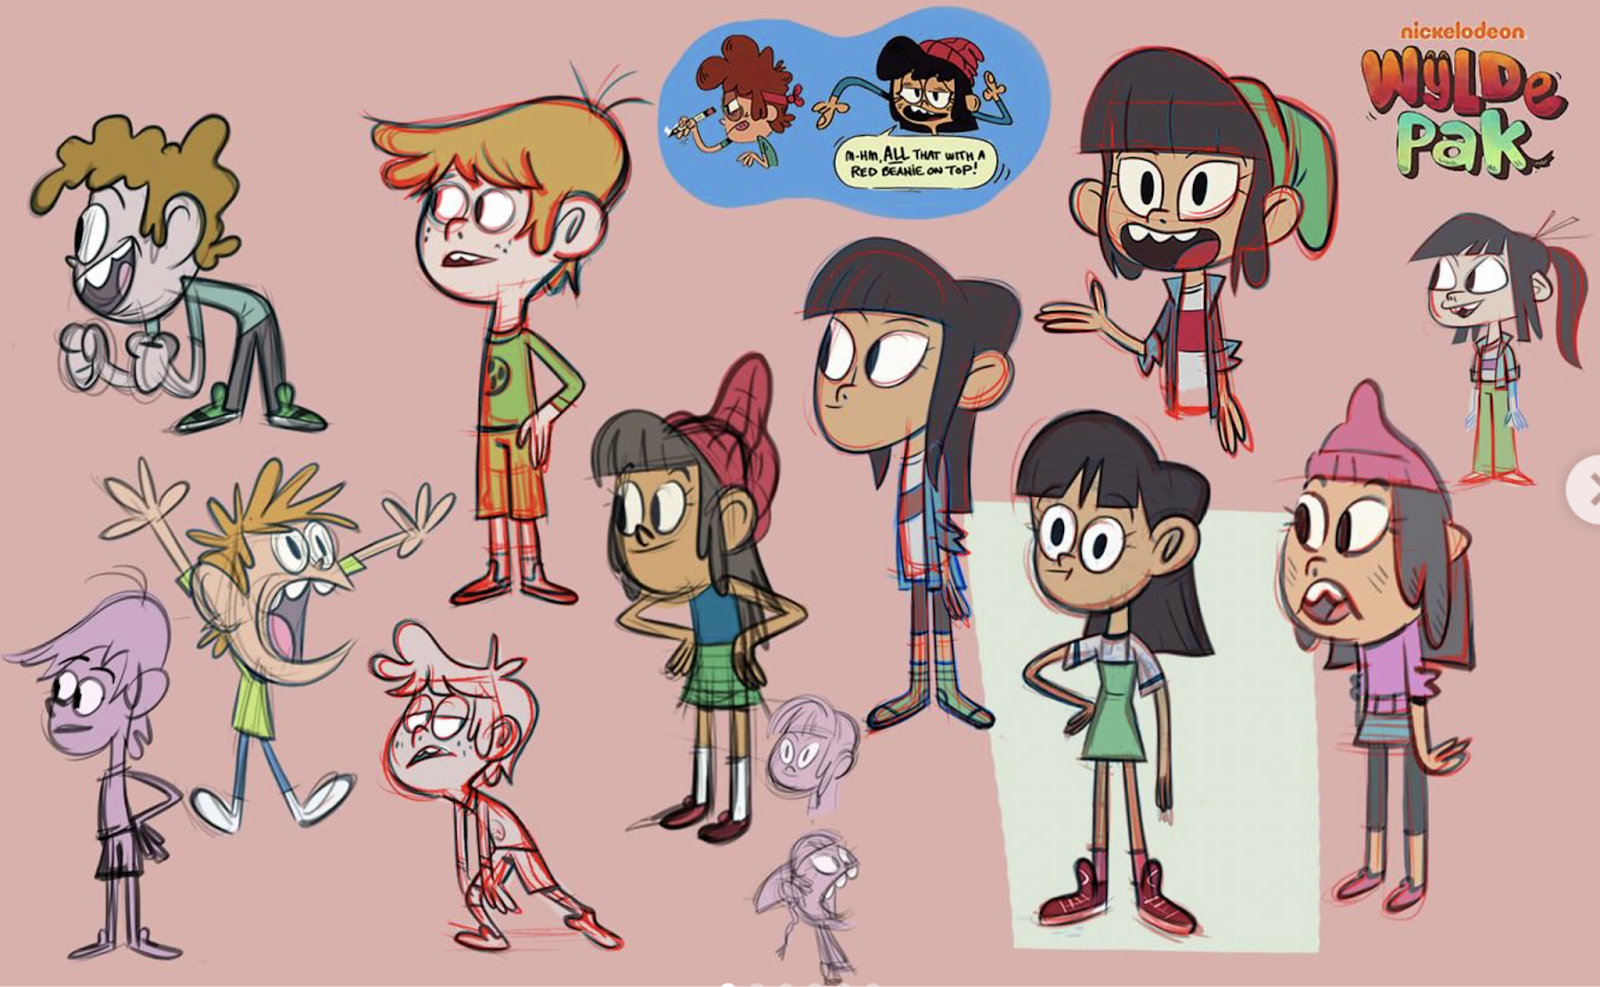 M-HM, ALL THAT WITH A
RED BEANIE ON TOP!
nickelodeon
WYLDE
PAK